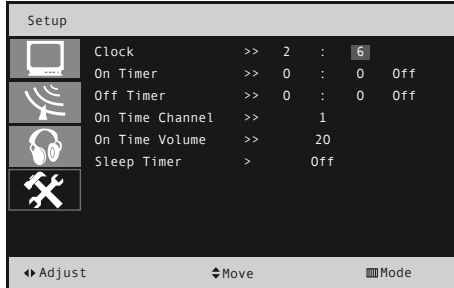 Setup
Clock >> 2 : 6
On Timer >> 0 : 0 Off
Off Timer >> 0 : 0 Off
On Time Channel >> 1
On Time Volume >> 20
Sleep Timer > Off
Adjust Move Mode